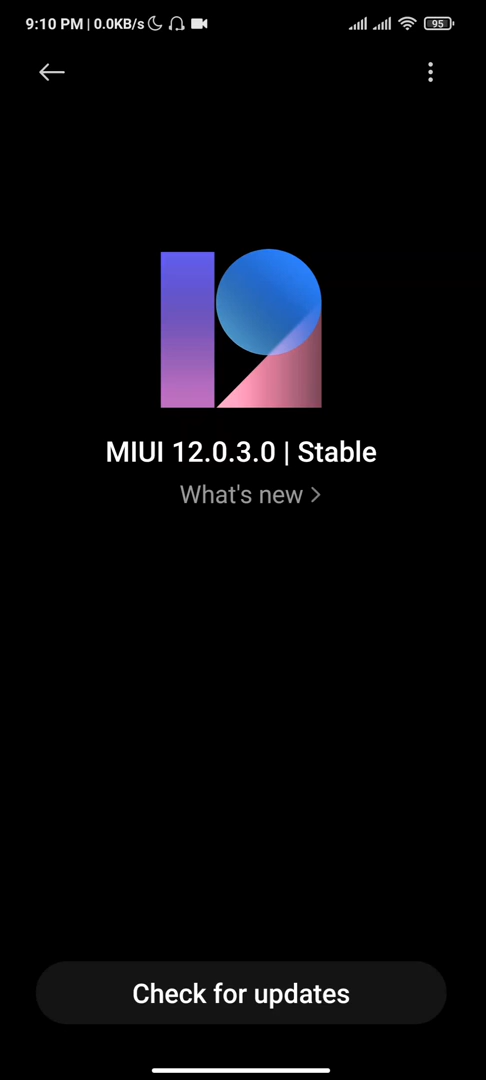 9:10 PM | 0.0KB/s
95
MIUI 12.0.3.0 | Stable
What's new
Check for updates